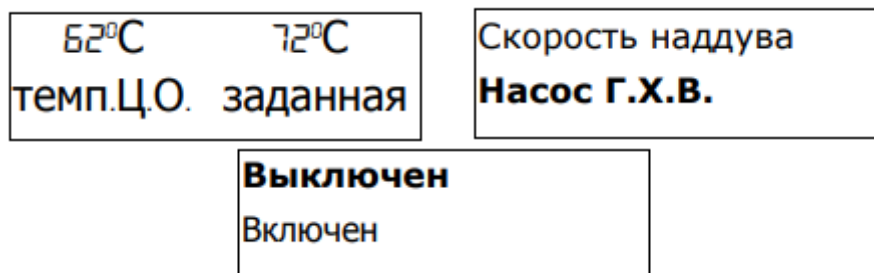 62°C 72°C
темп.Ц.О. заданная
Скорость наддува
Насос Г.Х.В.
Выключен
Включен